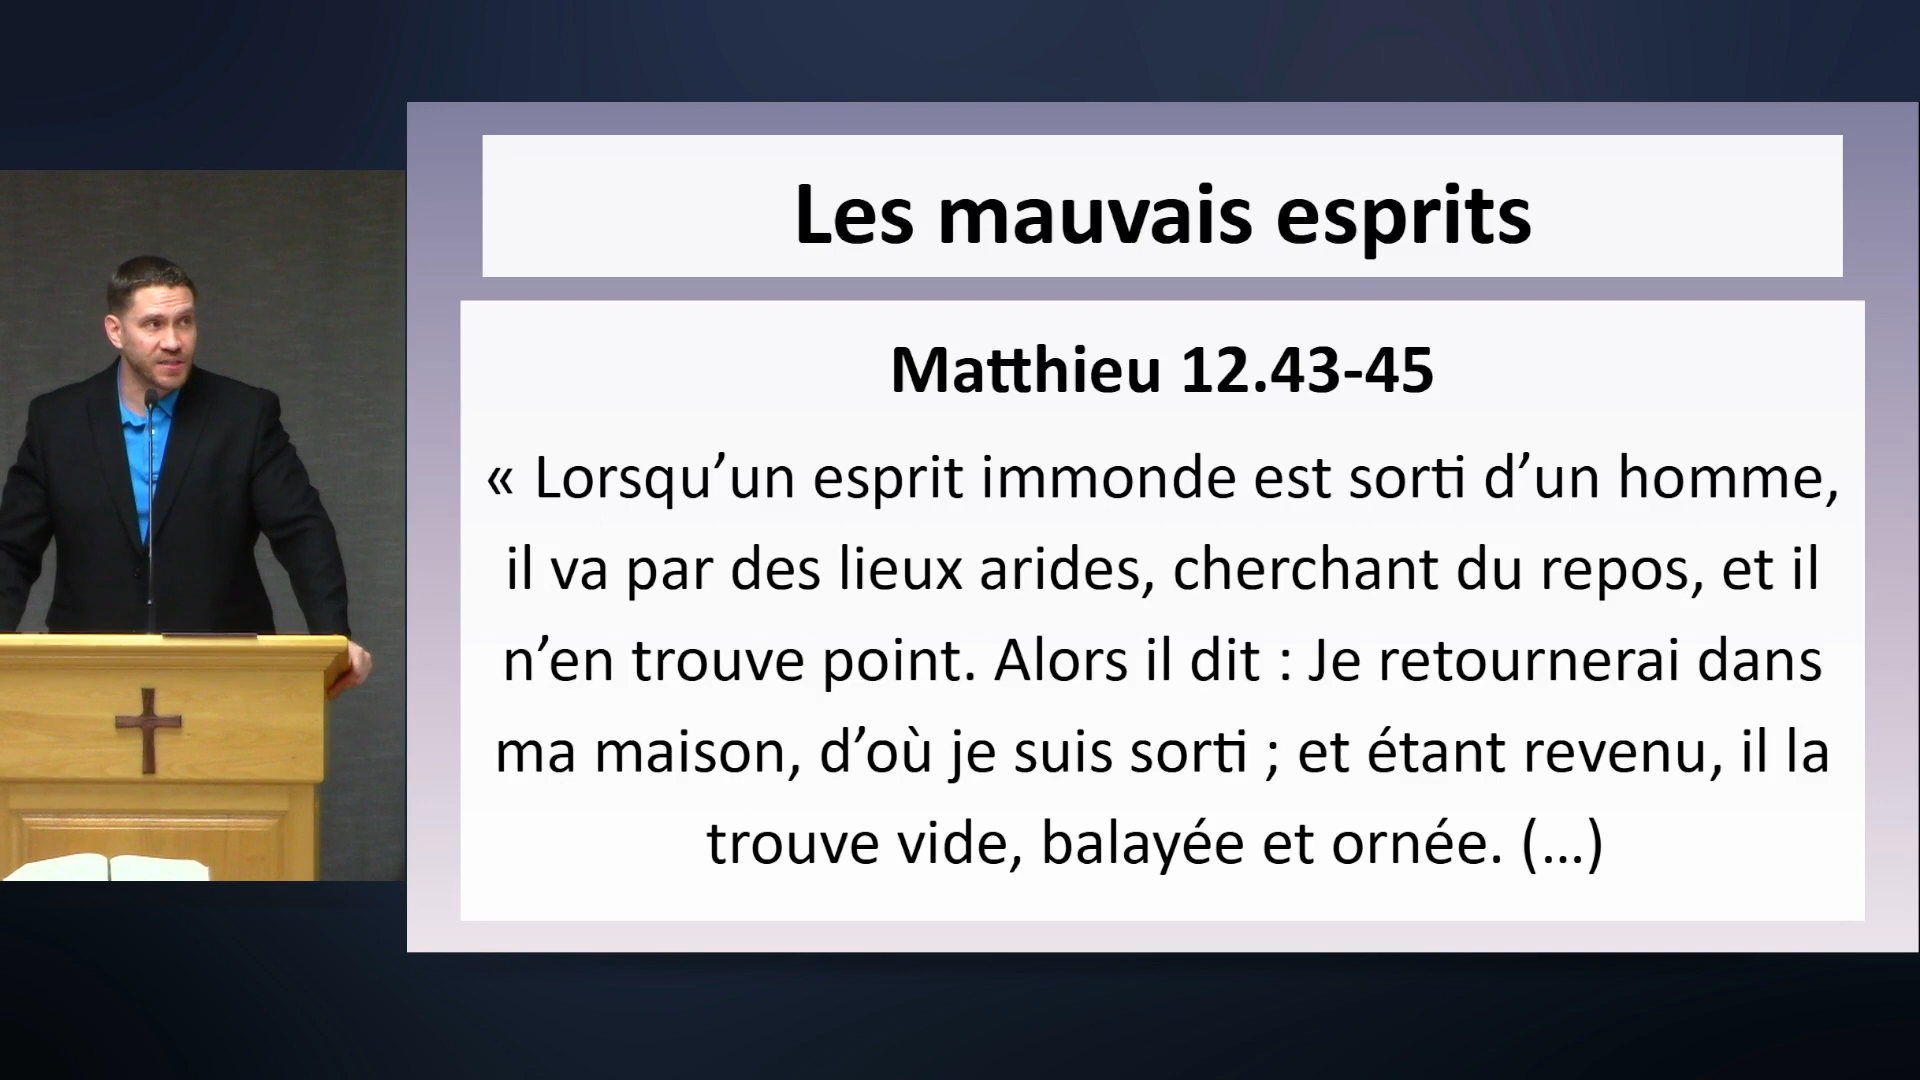 Les mauvais esprits
Matthieu 12.43-45
« Lorsqu’un esprit immonde est sorti d’un homme,
il va par des lieux arides, cherchant du repos, et il
n’en trouve point. Alors il dit : Je retournerai dans
ma maison, d’où je suis sorti ; et étant revenu, il la
trouve vide, balayée et ornée. (…)